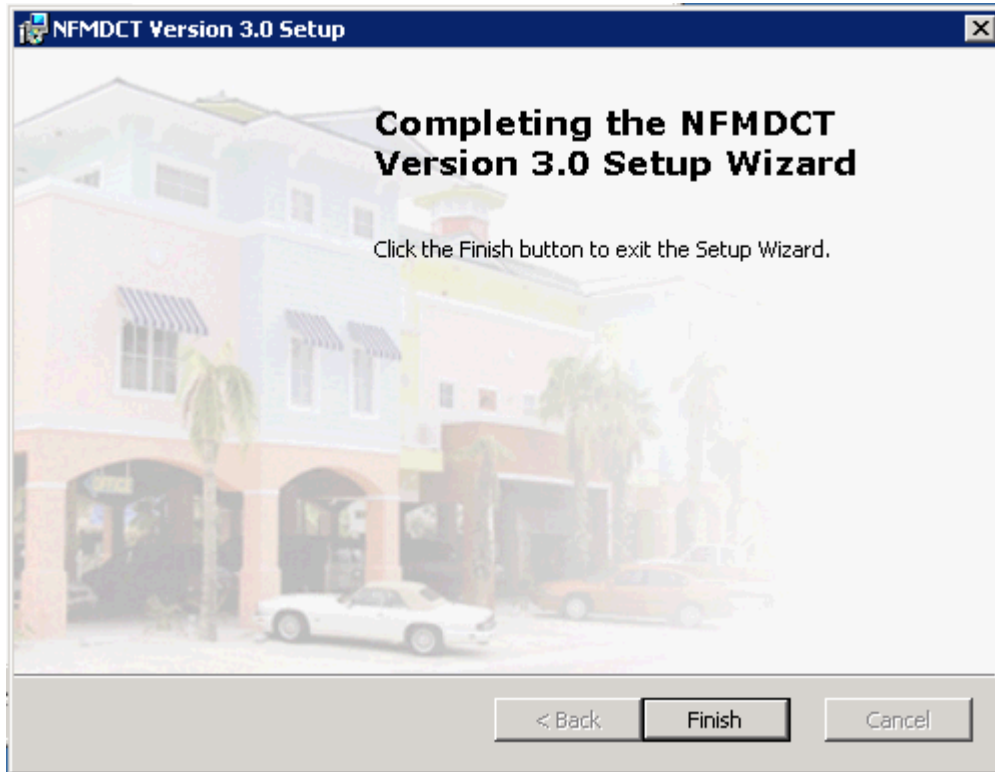 NFMDCT Version 3.0 Setup
Completing the NFMDCT
Version 3.0 Setup Wizard
Click the Finish button to exit the Setup Wizard.
< Back
Finish
Cancel